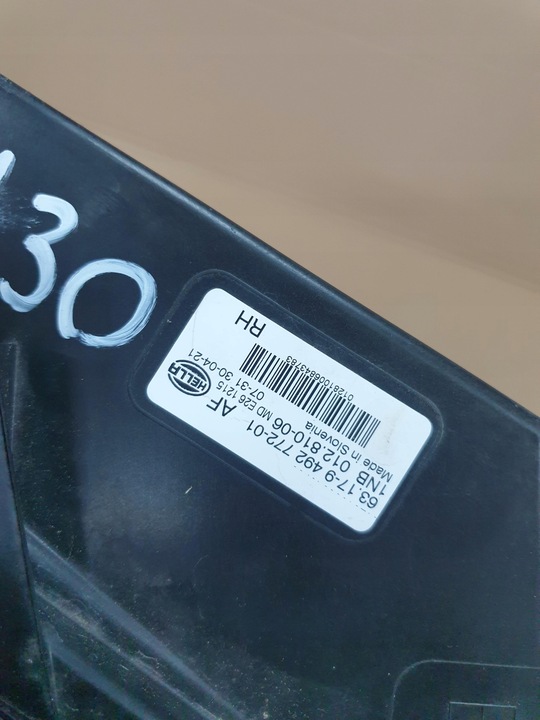 130
63.17-9 492 772-01 AF
1NB 012.810-06 MD E26 1215
Made in Slovenia 07-31 30-04-21
HELLA
RH